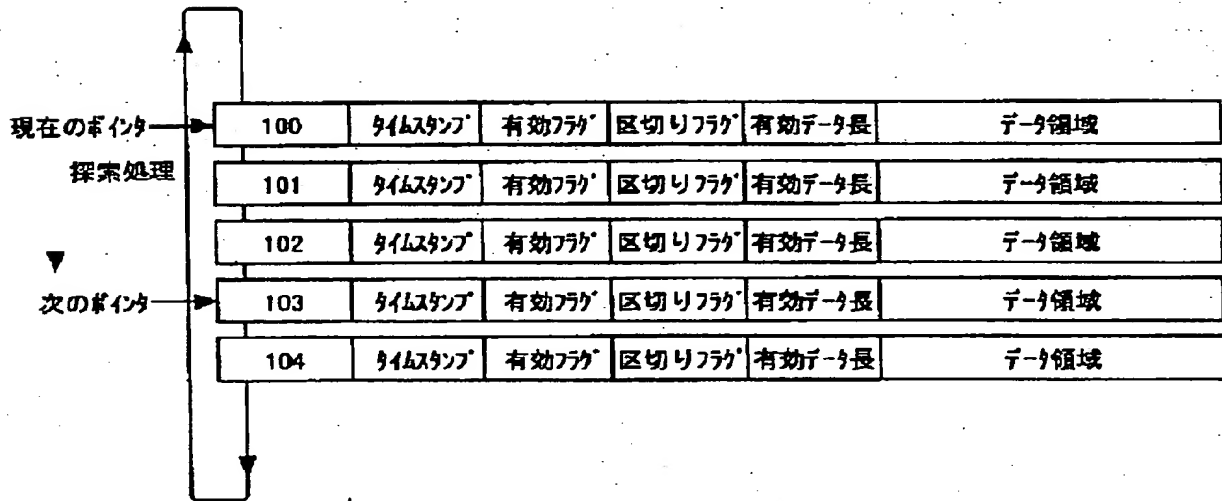 現在のポインタ 100 タイムスタンプ 有効フラグ 区切りフラグ 有効データ長 データ領域
探索処理
101 タイムスタンプ 有効フラグ 区切りフラグ 有効データ長 データ領域
102 タイムスタンプ 有効フラグ 区切りフラグ 有効データ長 データ領域
次のポインタ 103 タイムスタンプ 有効フラグ 区切りフラグ 有効データ長 データ領域
104 タイムスタンプ 有効フラグ 区切りフラグ 有効データ長 データ領域